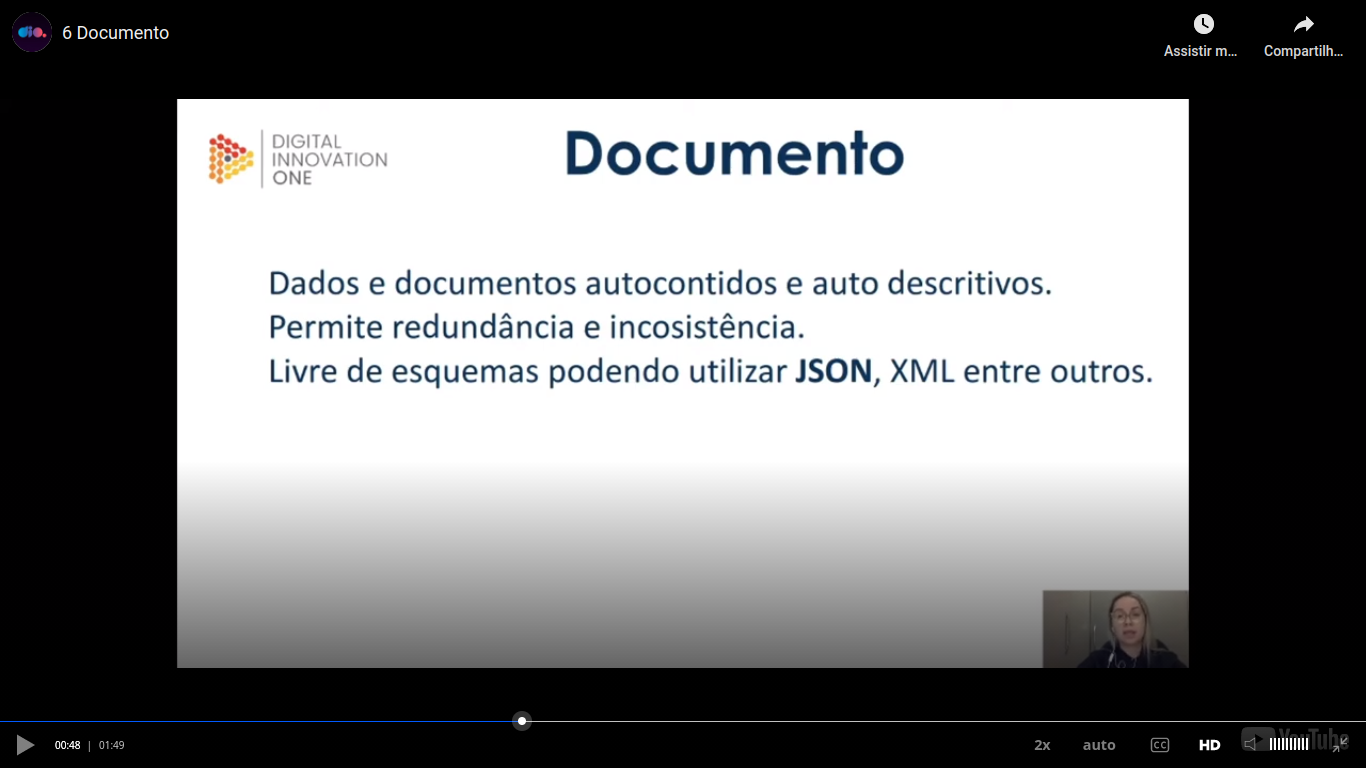 6 Documento
Assistir m...
Compartilh...
DIGITAL
INNOVATION
ONE
Documento
Dados e documentos autocontidos e auto descritivos.
Permite redundância e incosistência.
Livre de esquemas podendo utilizar JSON, XML entre outros.
00:48 | 01:49
2x
auto
CC
HD
YouTube